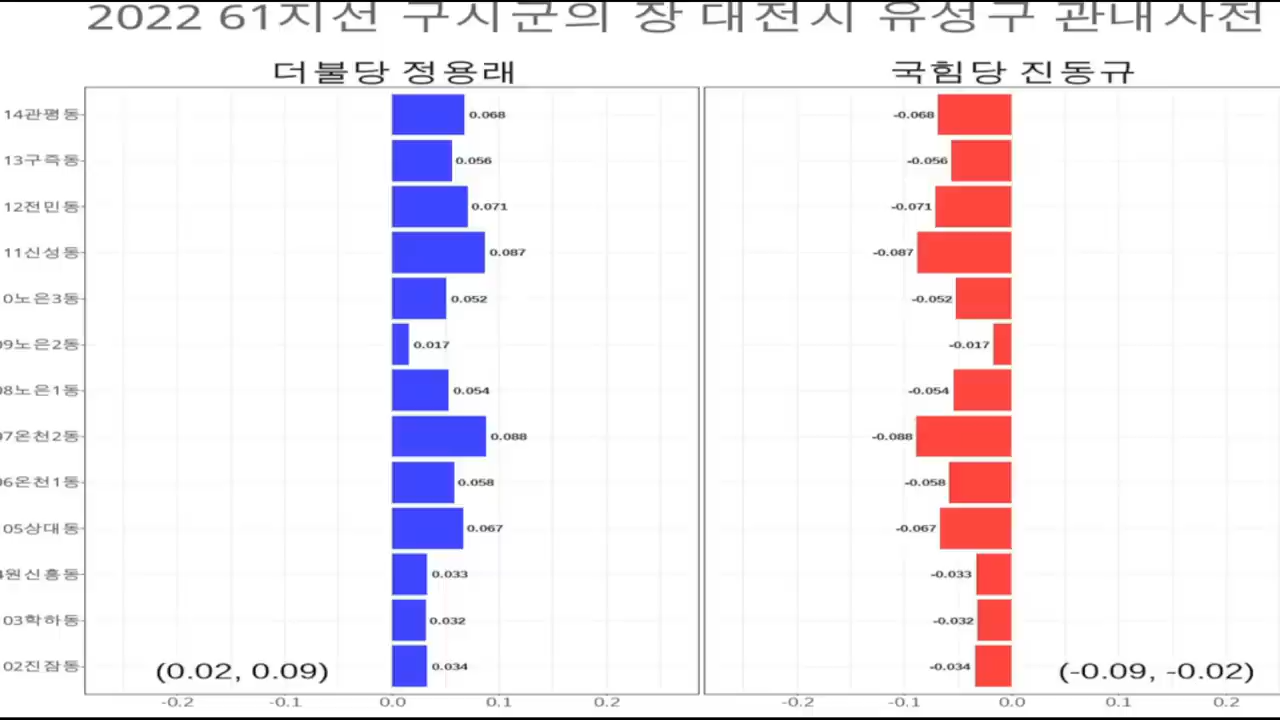 2022 61지선 구시군의 장 대전시 유성구 관내사전
더불당 정용래
국힘당 진동규
14관평동 0.068 -0.068
13구즉동 0.056 -0.056
12전민동 0.071 -0.071
11신성동 0.087 -0.087
0노은3동 0.052 -0.052
9노은2동 0.017 -0.017
8노은1동 0.054 -0.054
7온천2동 0.088 -0.088
6온천1동 0.058 -0.058
05상대동 0.067 -0.067
원신흥동 0.033 -0.033
03학하동 0.032 -0.032
02진잠동 0.034 -0.034
(0.02, 0.09) (-0.09, -0.02)
-0.2 -0.1 0.0 0.1 0.2 -0.2 -0.1 0.0 0.1 0.2